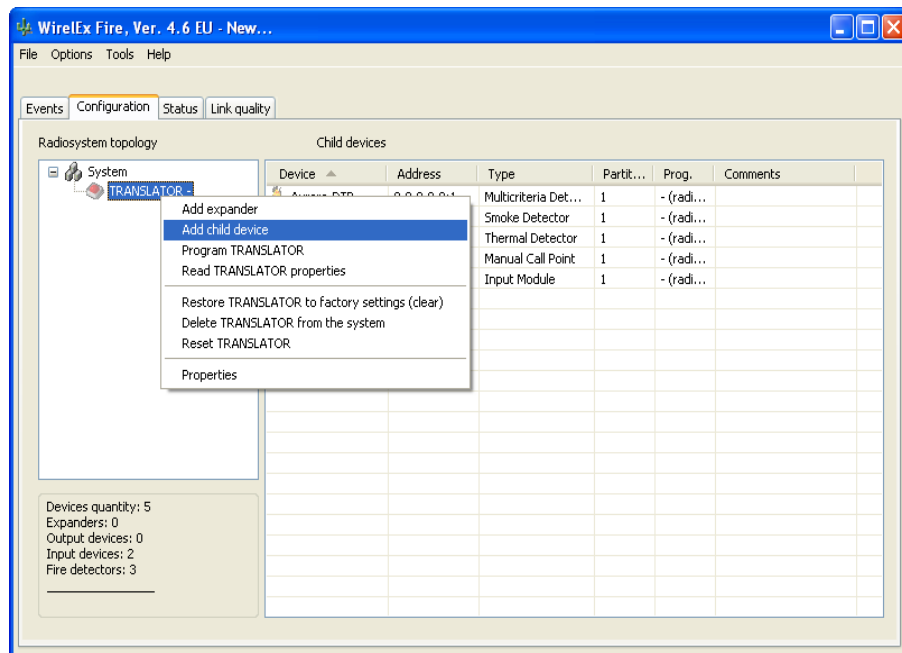 WirelEx Fire, Ver. 4.6 EU - New...
File Options Tools Help
Events Configuration Status Link quality
Radiosystem topology Child devices
System
TRANSLATOR -
Device Address Type Partit... Prog. Comments
Multicriteria Det... 1 - (radi...
Smoke Detector 1 - (radi...
Thermal Detector 1 - (radi...
Manual Call Point 1 - (radi...
Input Module 1 - (radi...
Add expander
Add child device
Program TRANSLATOR
Read TRANSLATOR properties
Restore TRANSLATOR to factory settings (clear)
Delete TRANSLATOR from the system
Reset TRANSLATOR
Properties
Devices quantity: 5
Expanders: 0
Output devices: 0
Input devices: 2
Fire detectors: 3